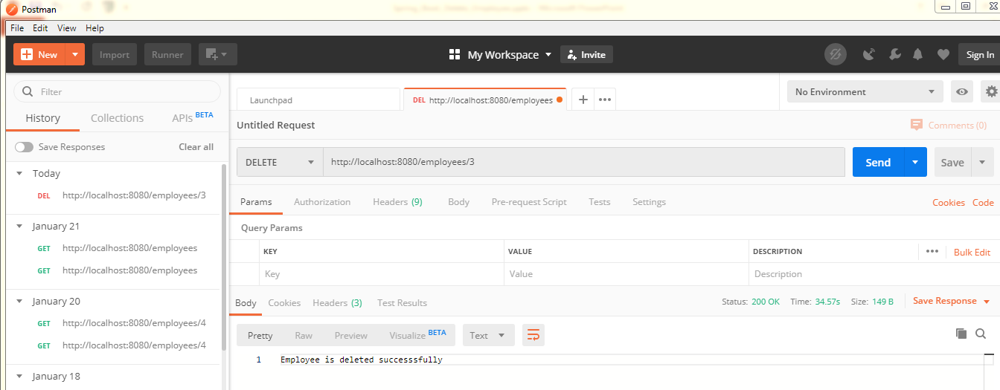 Postman
File Edit View Help
New Import Runner My Workspace Invite Sign In
Filter
History Collections APIs BETA
Save Responses Clear all
Today
DEL http://localhost:8080/employees/3
January 21
GET http://localhost:8080/employees
GET http://localhost:8080/employees
January 20
GET http://localhost:8080/employees/4
GET http://localhost:8080/employees/4
January 18
Launchpad DEL http://localhost:8080/employees No Environment
Untitled Request Comments (0)
DELETE http://localhost:8080/employees/3 Send Save
Params Authorization Headers (9) Body Pre-request Script Tests Settings Cookies Code
Query Params
KEY VALUE DESCRIPTION Bulk Edit
Key Value Description
Body Cookies Headers (3) Test Results Status: 200 OK Time: 34.57s Size: 149 B Save Response
Pretty Raw Preview Visualize BETA Text
1 Employee is deleted successsfully